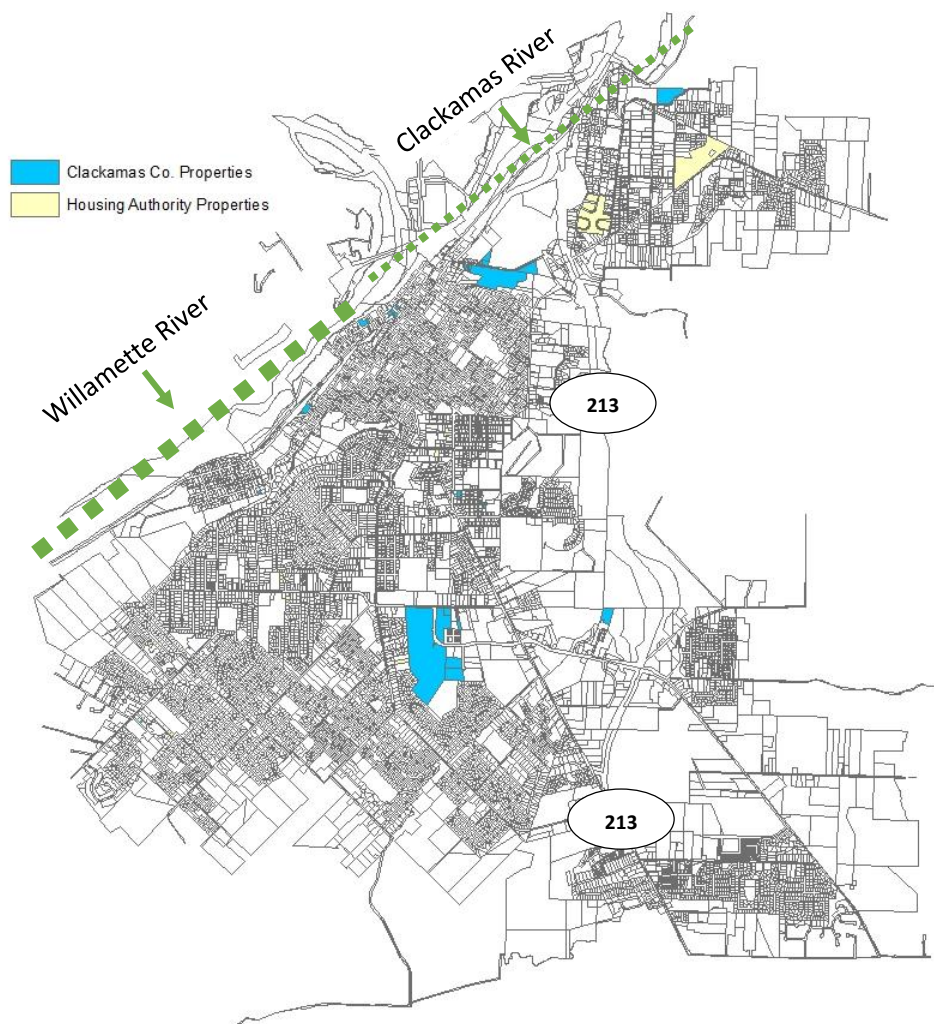 Clackamas River
Clackamas Co. Properties
Housing Authority Properties
Willamette River
213
213